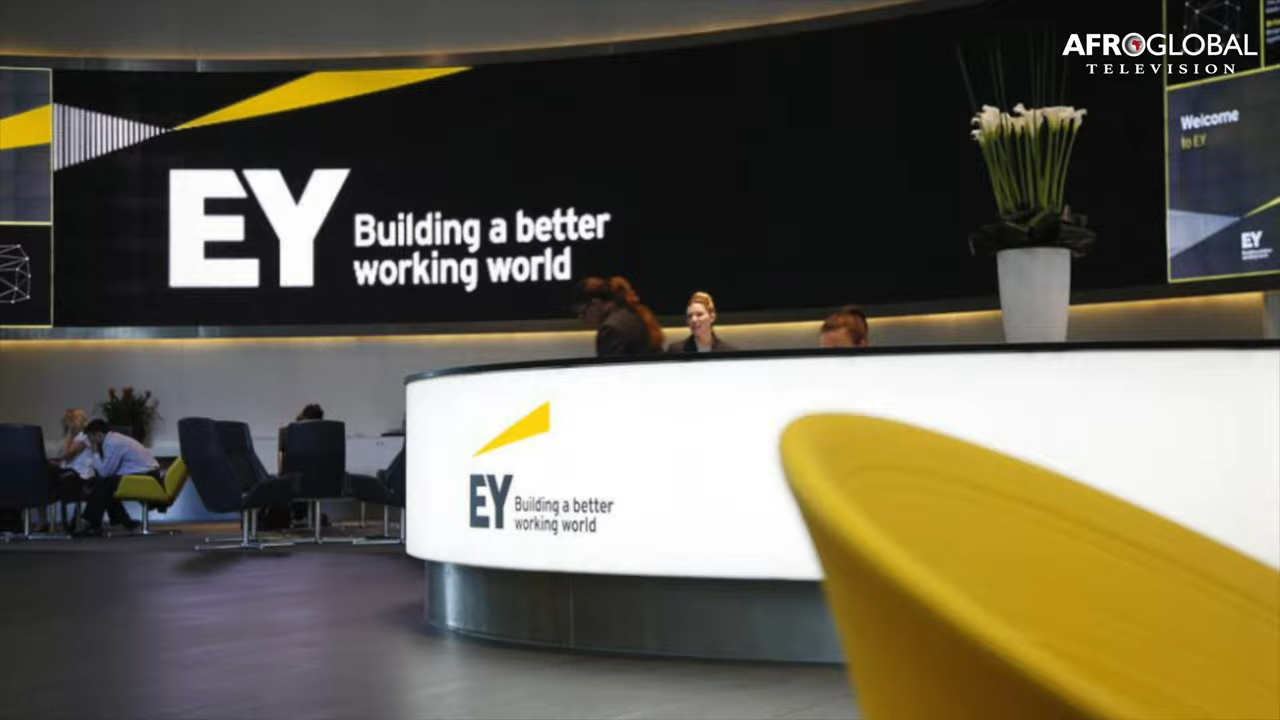 AFROGLOBAL
TELEVISION
Welcome
to EY
EY
EY
Building a better
working world
EY
Building a better
working world